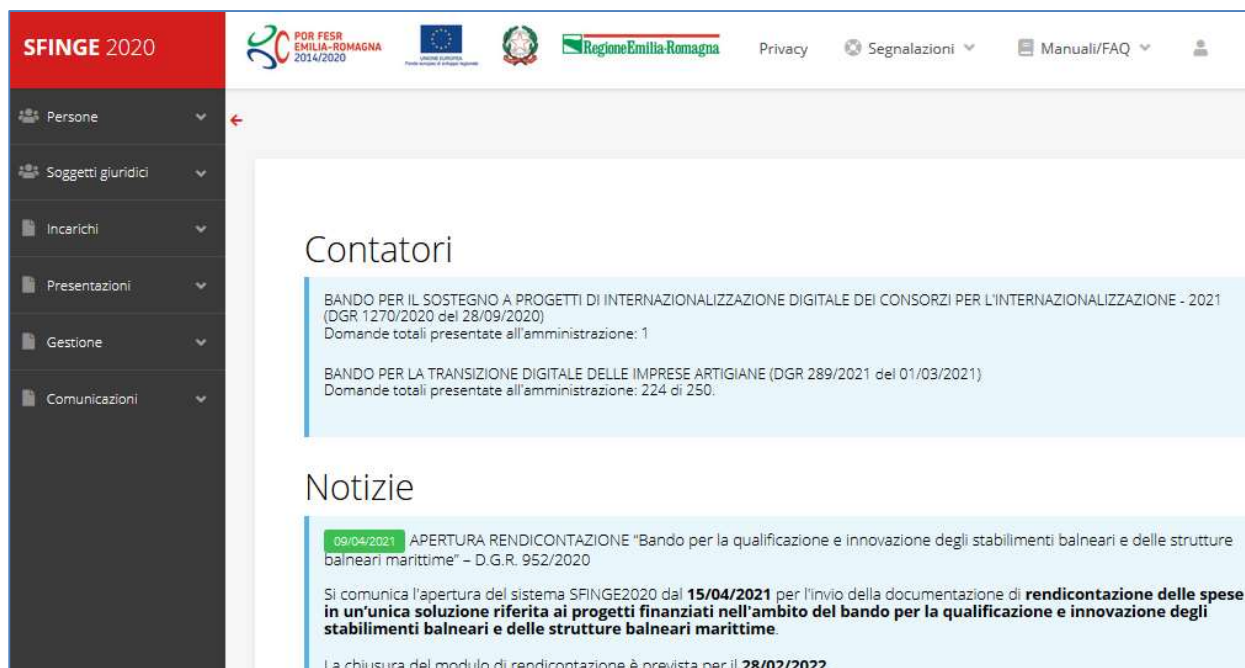 SFINGE 2020
POR FESR
EMILIA-ROMAGNA
2014/2020
UNIONE EUROPEA
Fondo europeo di sviluppo regionale
RegioneEmilia-Romagna
Privacy
Segnalazioni
Manuali/FAQ
Persone
Soggetti giuridici
Incarichi
Presentazioni
Gestione
Comunicazioni
Contatori
BANDO PER IL SOSTEGNO A PROGETTI DI INTERNAZIONALIZZAZIONE DIGITALE DEI CONSORZI PER L'INTERNAZIONALIZZAZIONE - 2021
(DGR 1270/2020 del 28/09/2020)
Domande totali presentate all'amministrazione: 1
BANDO PER LA TRANSIZIONE DIGITALE DELLE IMPRESE ARTIGIANE (DGR 289/2021 del 01/03/2021)
Domande totali presentate all'amministrazione: 224 di 250.
Notizie
09/04/2021 APERTURA RENDICONTAZIONE “Bando per la qualificazione e innovazione degli stabilimenti balneari e delle strutture
balneari marittime” – D.G.R. 952/2020
Si comunica l'apertura del sistema SFINGE2020 dal 15/04/2021 per l'invio della documentazione di rendicontazione delle spese
in un'unica soluzione riferita ai progetti finanziati nell'ambito del bando per la qualificazione e innovazione degli
stabilimenti balneari e delle strutture balneari marittime.
La chiusura del modulo di rendicontazione è prevista per il 28/02/2022